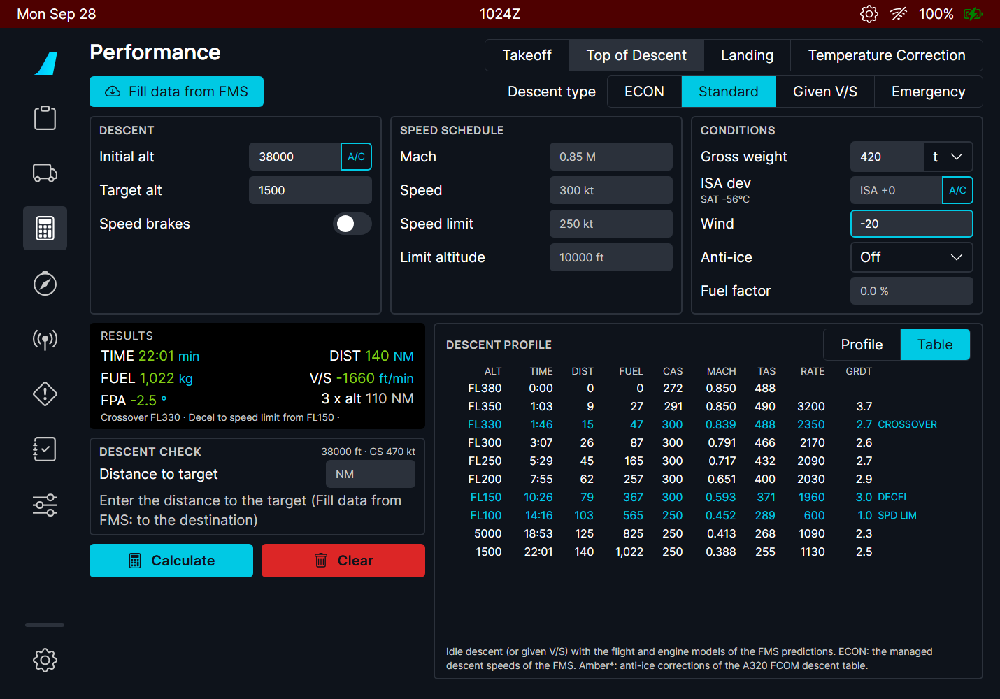 Mon Sep 28
1024Z
100%
Performance
Takeoff
Top of Descent
Landing
Temperature Correction
Fill data from FMS
Descent type
ECON
Standard
Given V/S
Emergency
DESCENT
Initial alt
38000
A/C
Target alt
1500
Speed brakes
SPEED SCHEDULE
Mach
0.85 M
Speed
300 kt
Speed limit
250 kt
Limit altitude
10000 ft
CONDITIONS
Gross weight
420
t
ISA dev
SAT -56°C
ISA +0
A/C
Wind
-20
Anti-ice
Off
Fuel factor
0.0 %
RESULTS
TIME 22:01 min
DIST 140 NM
FUEL 1,022 kg
V/S -1660 ft/min
FPA -2.5 °
3 x alt 110 NM
Crossover FL330 · Decel to speed limit from FL150 ·
DESCENT CHECK
38000 ft · GS 470 kt
Distance to target
NM
Enter the distance to the target (Fill data from
FMS: to the destination)
Calculate
Clear
DESCENT PROFILE
Profile
Table
ALT TIME DIST FUEL CAS MACH TAS RATE GRDT
FL380 0:00 0 0 272 0.850 488
FL350 1:03 9 27 291 0.850 490 3200 3.7
FL330 1:46 15 47 300 0.839 488 2350 2.7 CROSSOVER
FL300 3:07 26 87 300 0.791 466 2170 2.6
FL250 5:29 45 165 300 0.717 432 2090 2.7
FL200 7:55 62 257 300 0.651 400 2030 2.9
FL150 10:26 79 367 300 0.593 371 1960 3.0 DECEL
FL100 14:16 103 565 250 0.452 289 600 1.0 SPD LIM
5000 18:53 125 825 250 0.413 268 1090 2.3
1500 22:01 140 1,022 250 0.388 255 1130 2.5
Idle descent (or given V/S) with the flight and engine models of the FMS predictions. ECON: the managed
descent speeds of the FMS. Amber*: anti-ice corrections of the A320 FCOM descent table.